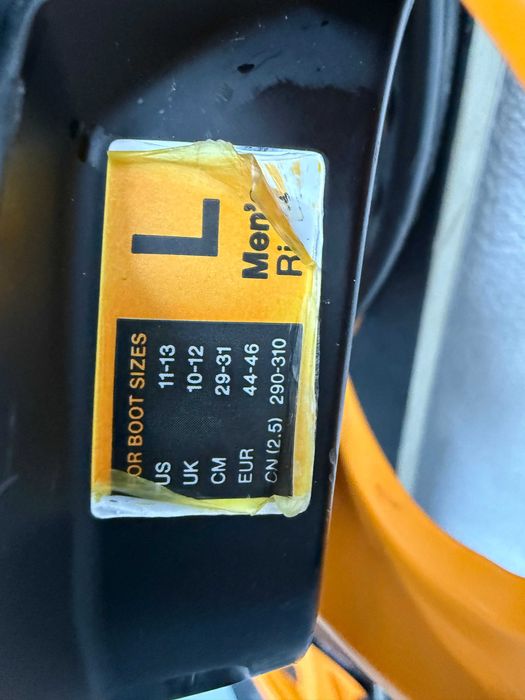 OR BOOT SIZES
US 11-13
UK 10-12
CM 29-31
EUR 44-46
CN (2.5) 290-310
L
Men'